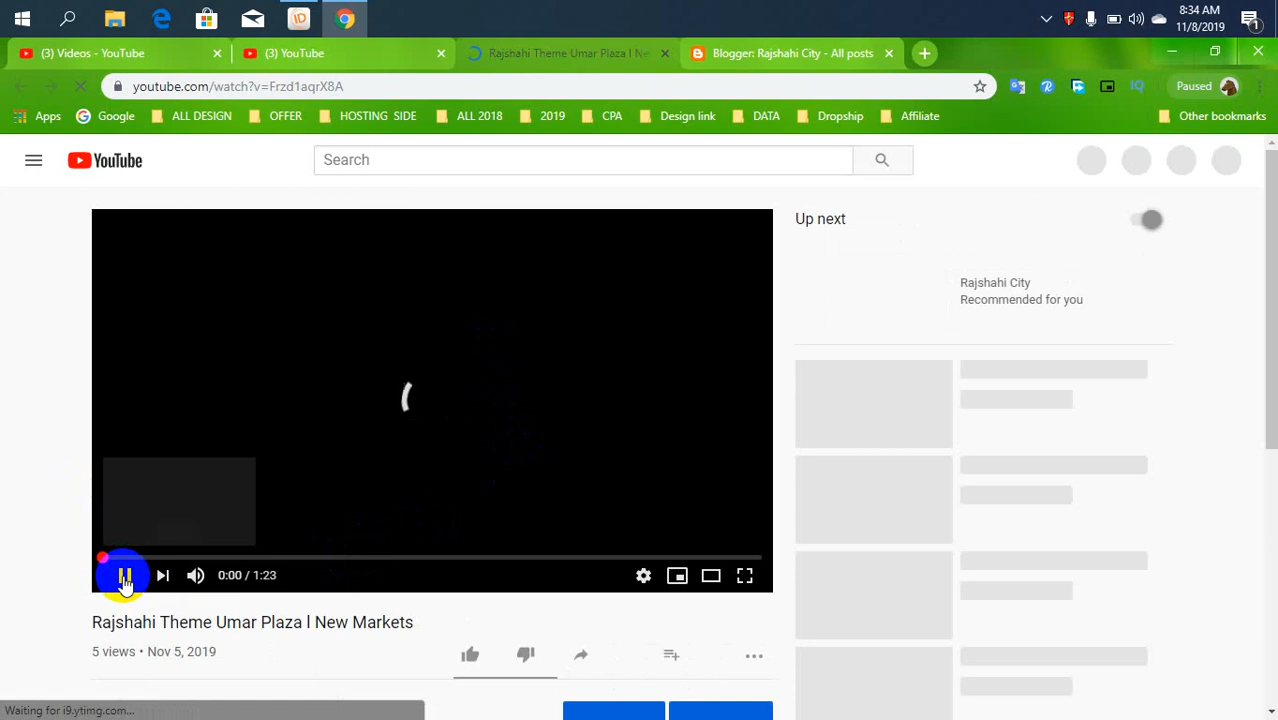 8:34 AM
11/8/2019
(3) Videos - YouTube
(3) YouTube
Rajshahi Theme Umar Plaza l Ne
Blogger: Rajshahi City - All posts
youtube.com/watch?v=Frzd1aqrX8A
Paused
Apps
Google
ALL DESIGN
OFFER
HOSTING SIDE
ALL 2018
2019
CPA
Design link
DATA
Dropship
Affiliate
Other bookmarks
YouTube
Search
Up next
Rajshahi City
Recommended for you
0:00 / 1:23
Rajshahi Theme Umar Plaza l New Markets
5 views • Nov 5, 2019
Waiting for i9.ytimg.com...